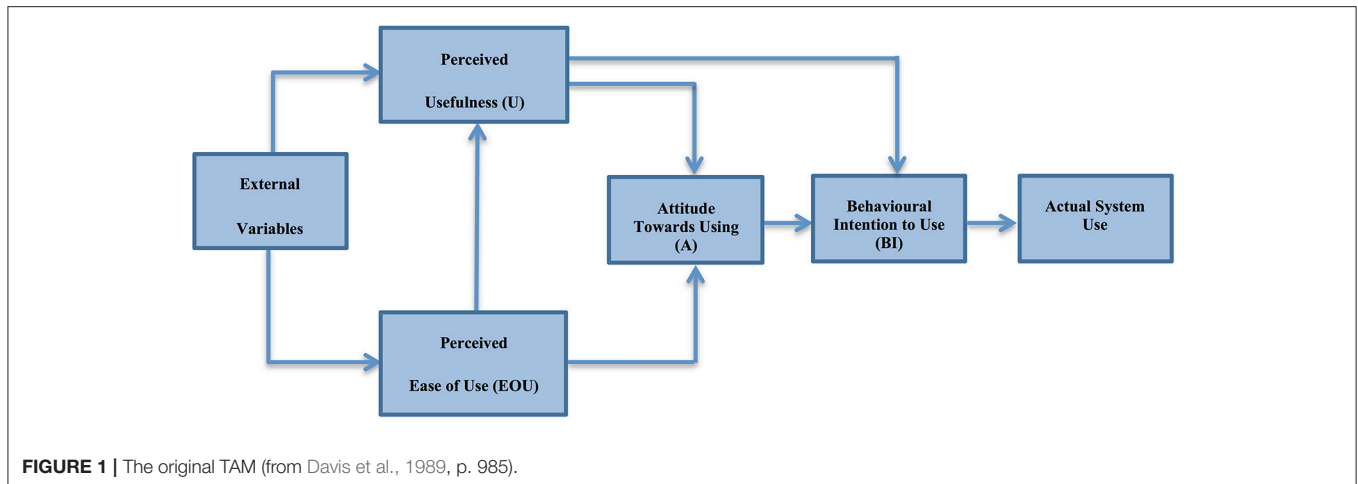 Perceived
Usefulness (U)
External
Variables
Attitude
Towards Using
(A)
Behavioural
Intention to Use
(BI)
Actual System
Use
Perceived
Ease of Use (EOU)
FIGURE 1 | The original TAM (from Davis et al., 1989, p. 985).